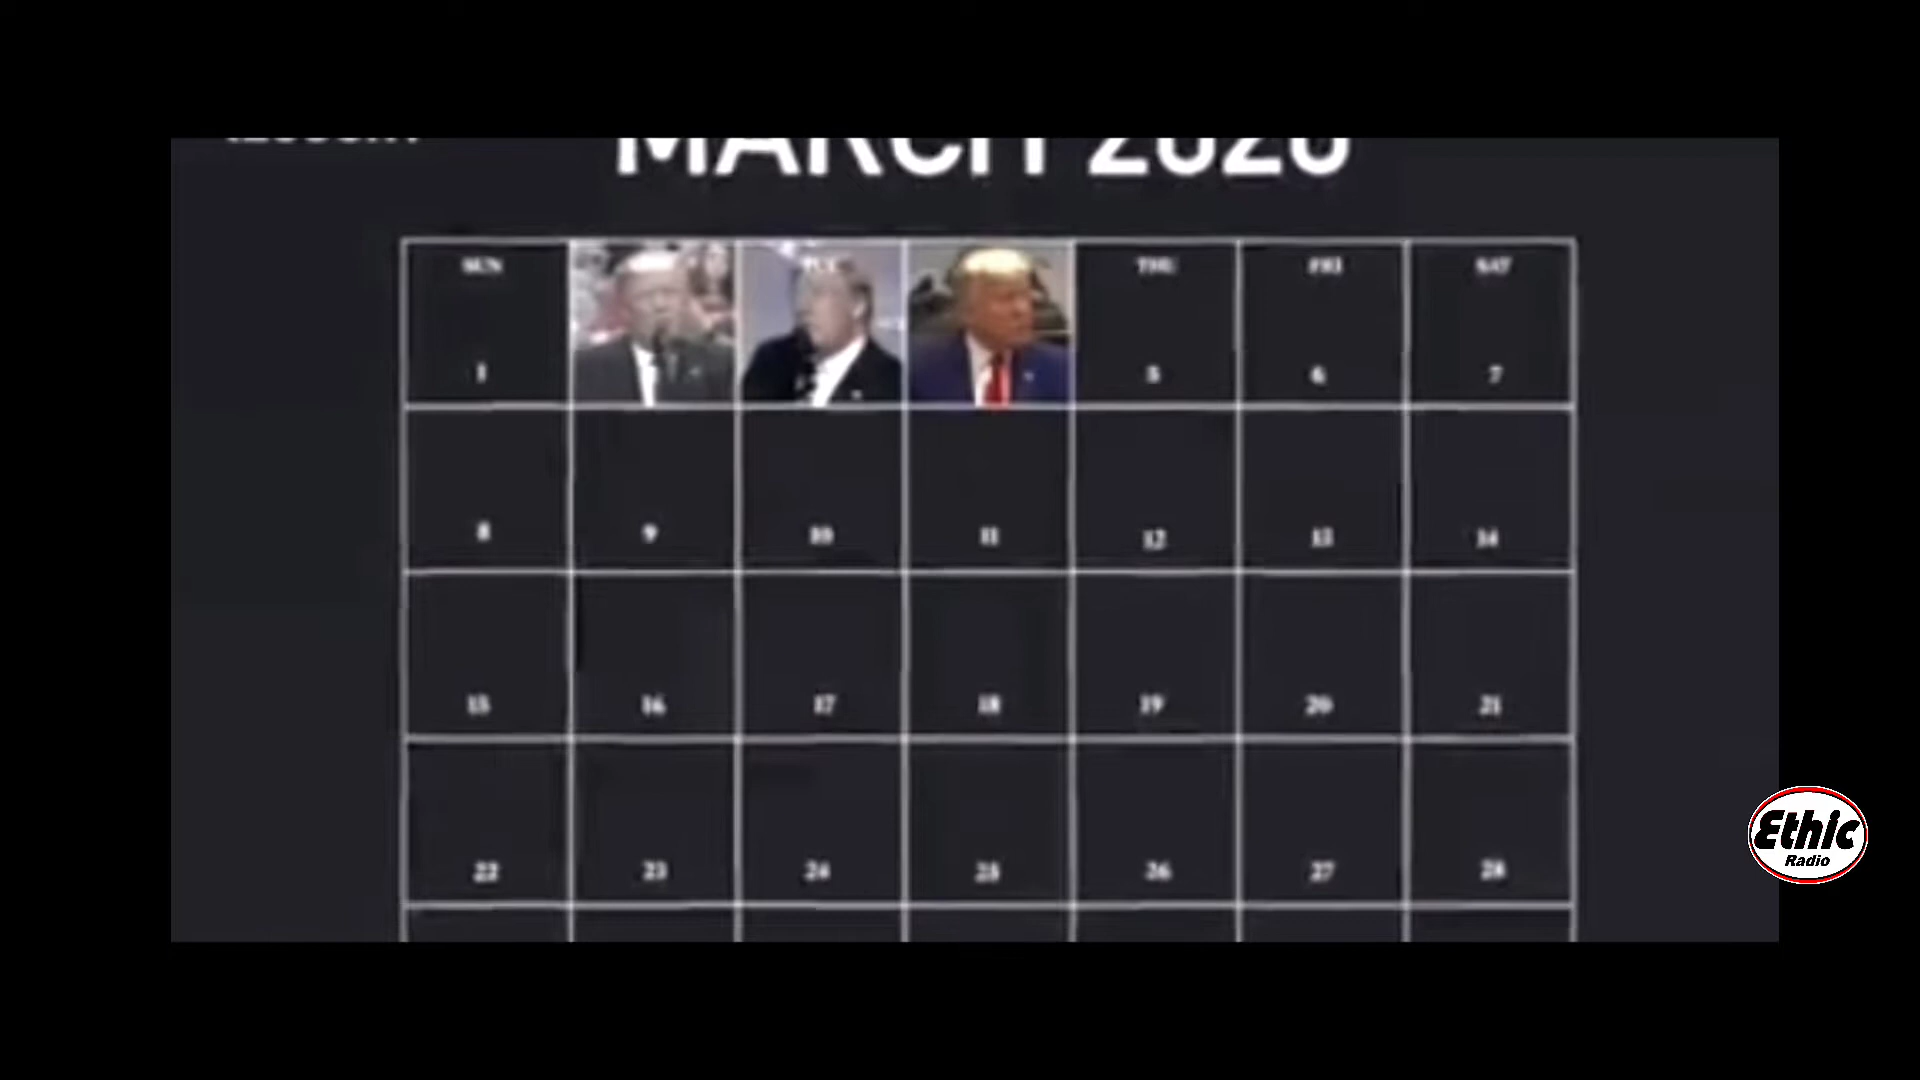 MARCH 2020
SUN TUE THU FRI SAT
1 5 6 7
8 9 10 11 12 13 14
15 16 17 18 19 20 21
22 23 24 25 26 27 28
Ethic
Radio